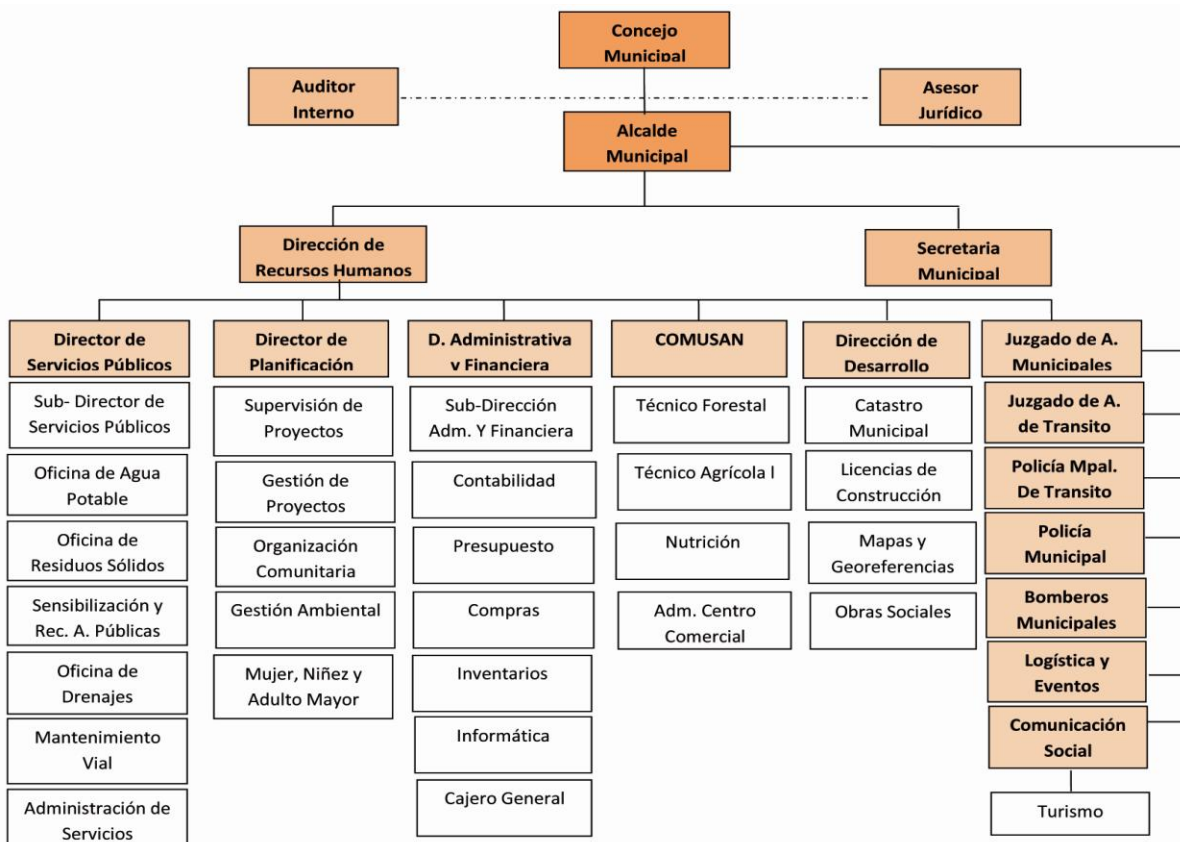 Concejo
Municipal
Auditor
Interno
Asesor
Jurídico
Alcalde
Municipal
Dirección de
Recursos Humanos
Secretaria
Municipal
Director de
Servicios Públicos
Sub- Director de
Servicios Públicos
Oficina de Agua
Potable
Oficina de
Residuos Sólidos
Sensibilización y
Rec. A. Públicas
Oficina de
Drenajes
Mantenimiento
Vial
Administración de
Servicios
Director de
Planificación
Supervisión de
Proyectos
Gestión de
Proyectos
Organización
Comunitaria
Gestión Ambiental
Mujer, Niñez y
Adulto Mayor
D. Administrativa
y Financiera
Sub-Dirección
Adm. Y Financiera
Contabilidad
Presupuesto
Compras
Inventarios
Informática
Cajero General
COMUSAN
Técnico Forestal
Técnico Agrícola I
Nutrición
Adm. Centro
Comercial
Dirección de
Desarrollo
Catastro
Municipal
Licencias de
Construcción
Mapas y
Georeferencias
Obras Sociales
Juzgado de A.
Municipales
Juzgado de A.
de Transito
Policía Mpal.
De Transito
Policía
Municipal
Bomberos
Municipales
Logística y
Eventos
Comunicación
Social
Turismo